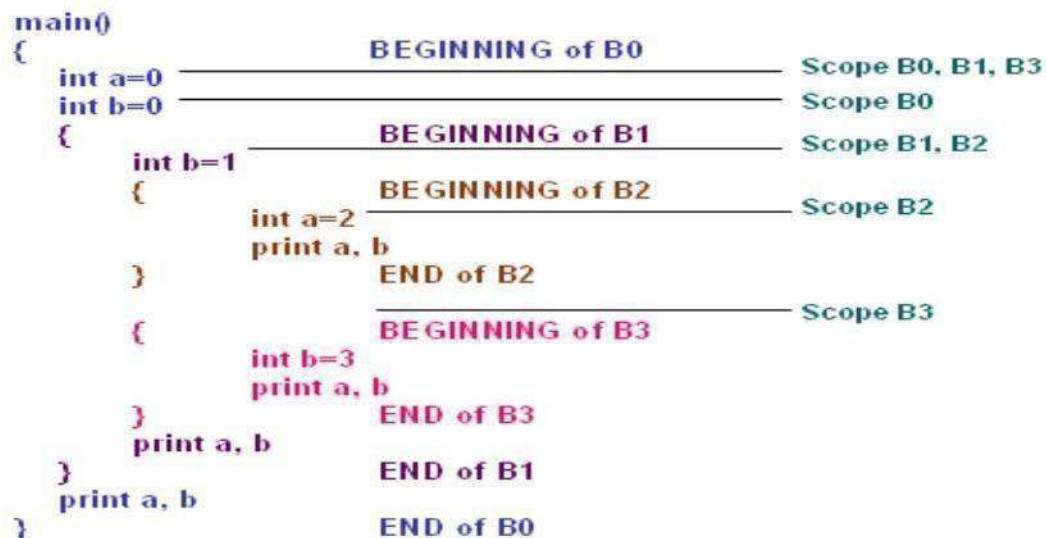 main()
{ BEGINNING of B0
int a=0 Scope B0, B1, B3
int b=0 Scope B0
{ BEGINNING of B1
int b=1 Scope B1, B2
{ BEGINNING of B2
int a=2 Scope B2
print a, b
} END of B2
Scope B3
{ BEGINNING of B3
int b=3
print a, b
} END of B3
print a, b
} END of B1
print a, b
} END of B0